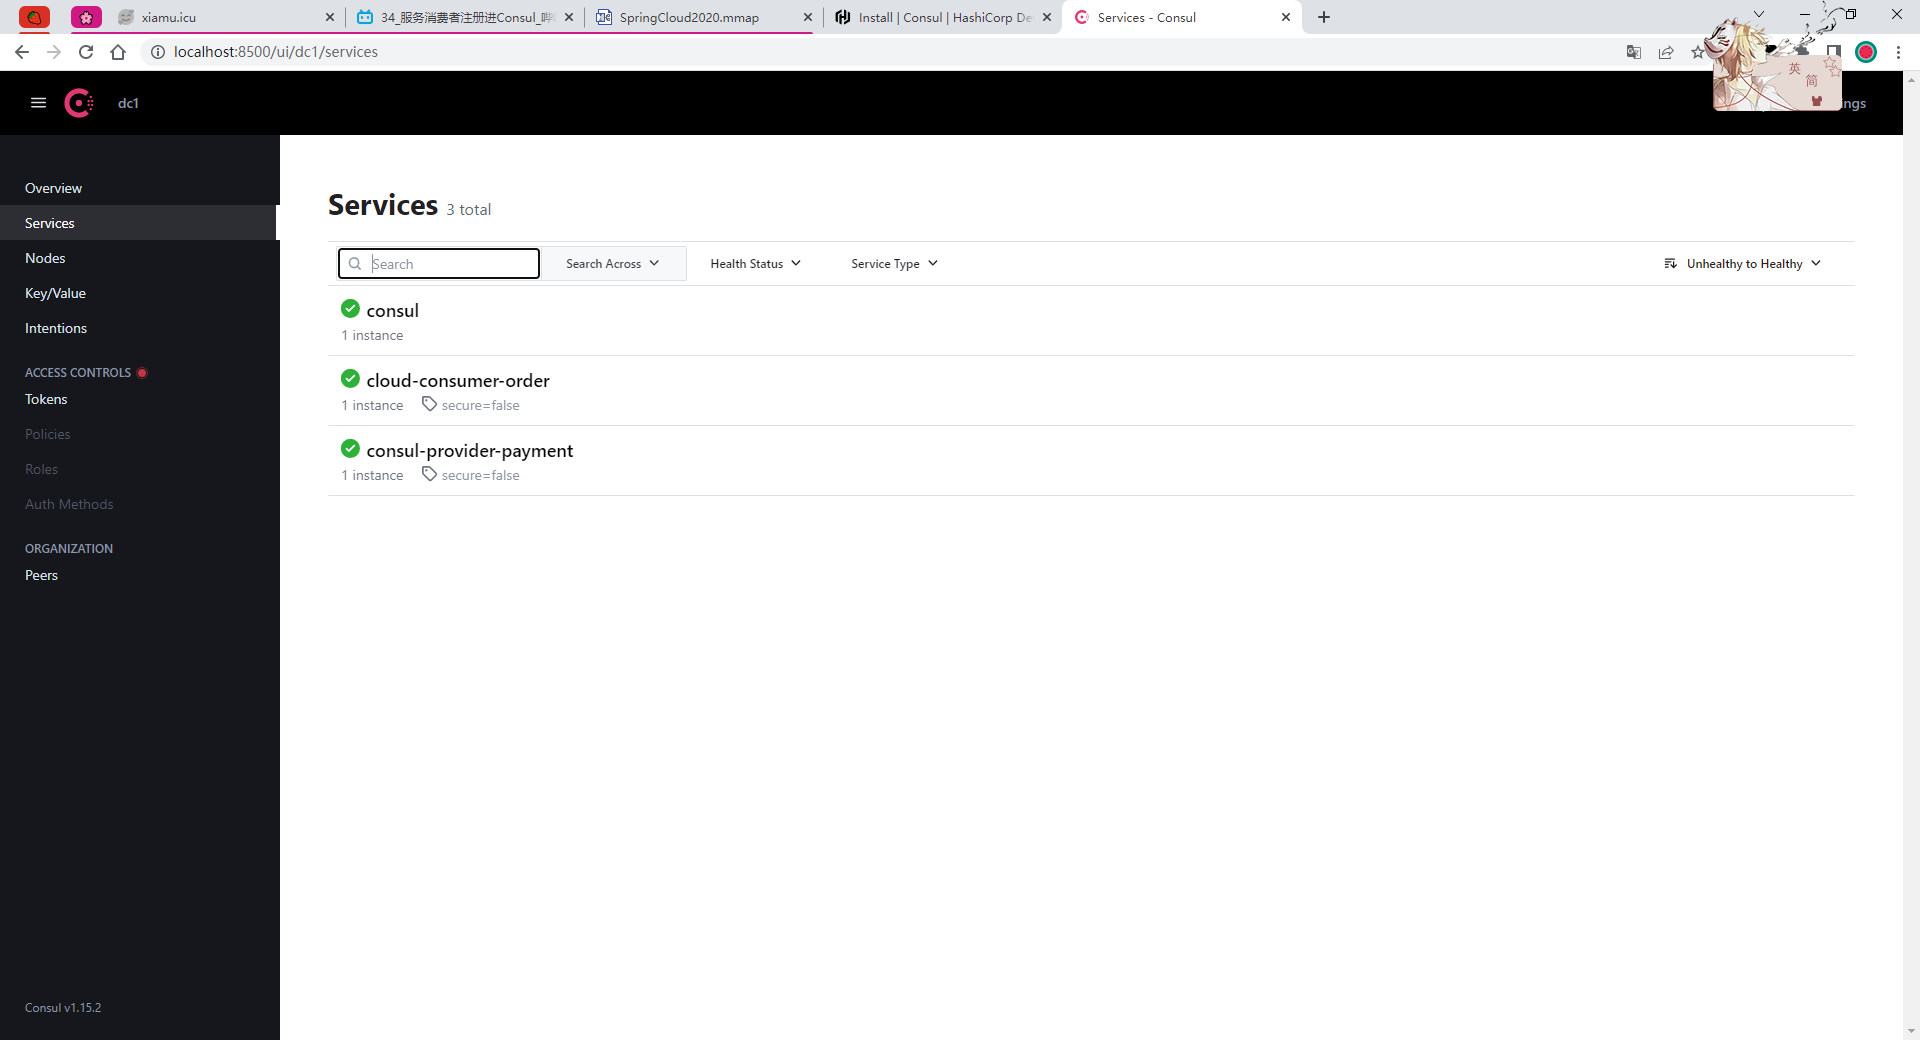 xiamu.icu
34_服务消费者注册进Consul_哔
SpringCloud2020.mmap
Install | Consul | HashiCorp De
Services - Consul
localhost:8500/ui/dc1/services
英
简
dc1
ings
Overview
Services
Nodes
Key/Value
Intentions
ACCESS CONTROLS
Tokens
Policies
Roles
Auth Methods
ORGANIZATION
Peers
Consul v1.15.2
Services 3 total
Search
Search Across
Health Status
Service Type
Unhealthy to Healthy
consul
1 instance
cloud-consumer-order
1 instance secure=false
consul-provider-payment
1 instance secure=false